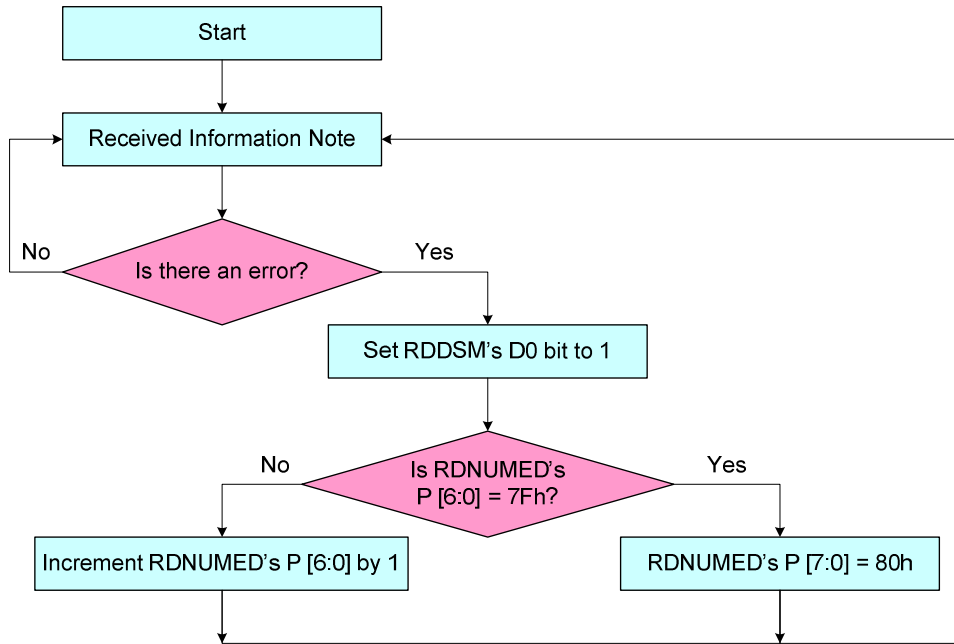 Start
Received Information Note
No
Yes
Is there an error?
Set RDDSM's D0 bit to 1
No
Yes
Is RDNUMED's
P [6:0] = 7Fh?
Increment RDNUMED's P [6:0] by 1
RDNUMED's P [7:0] = 80h